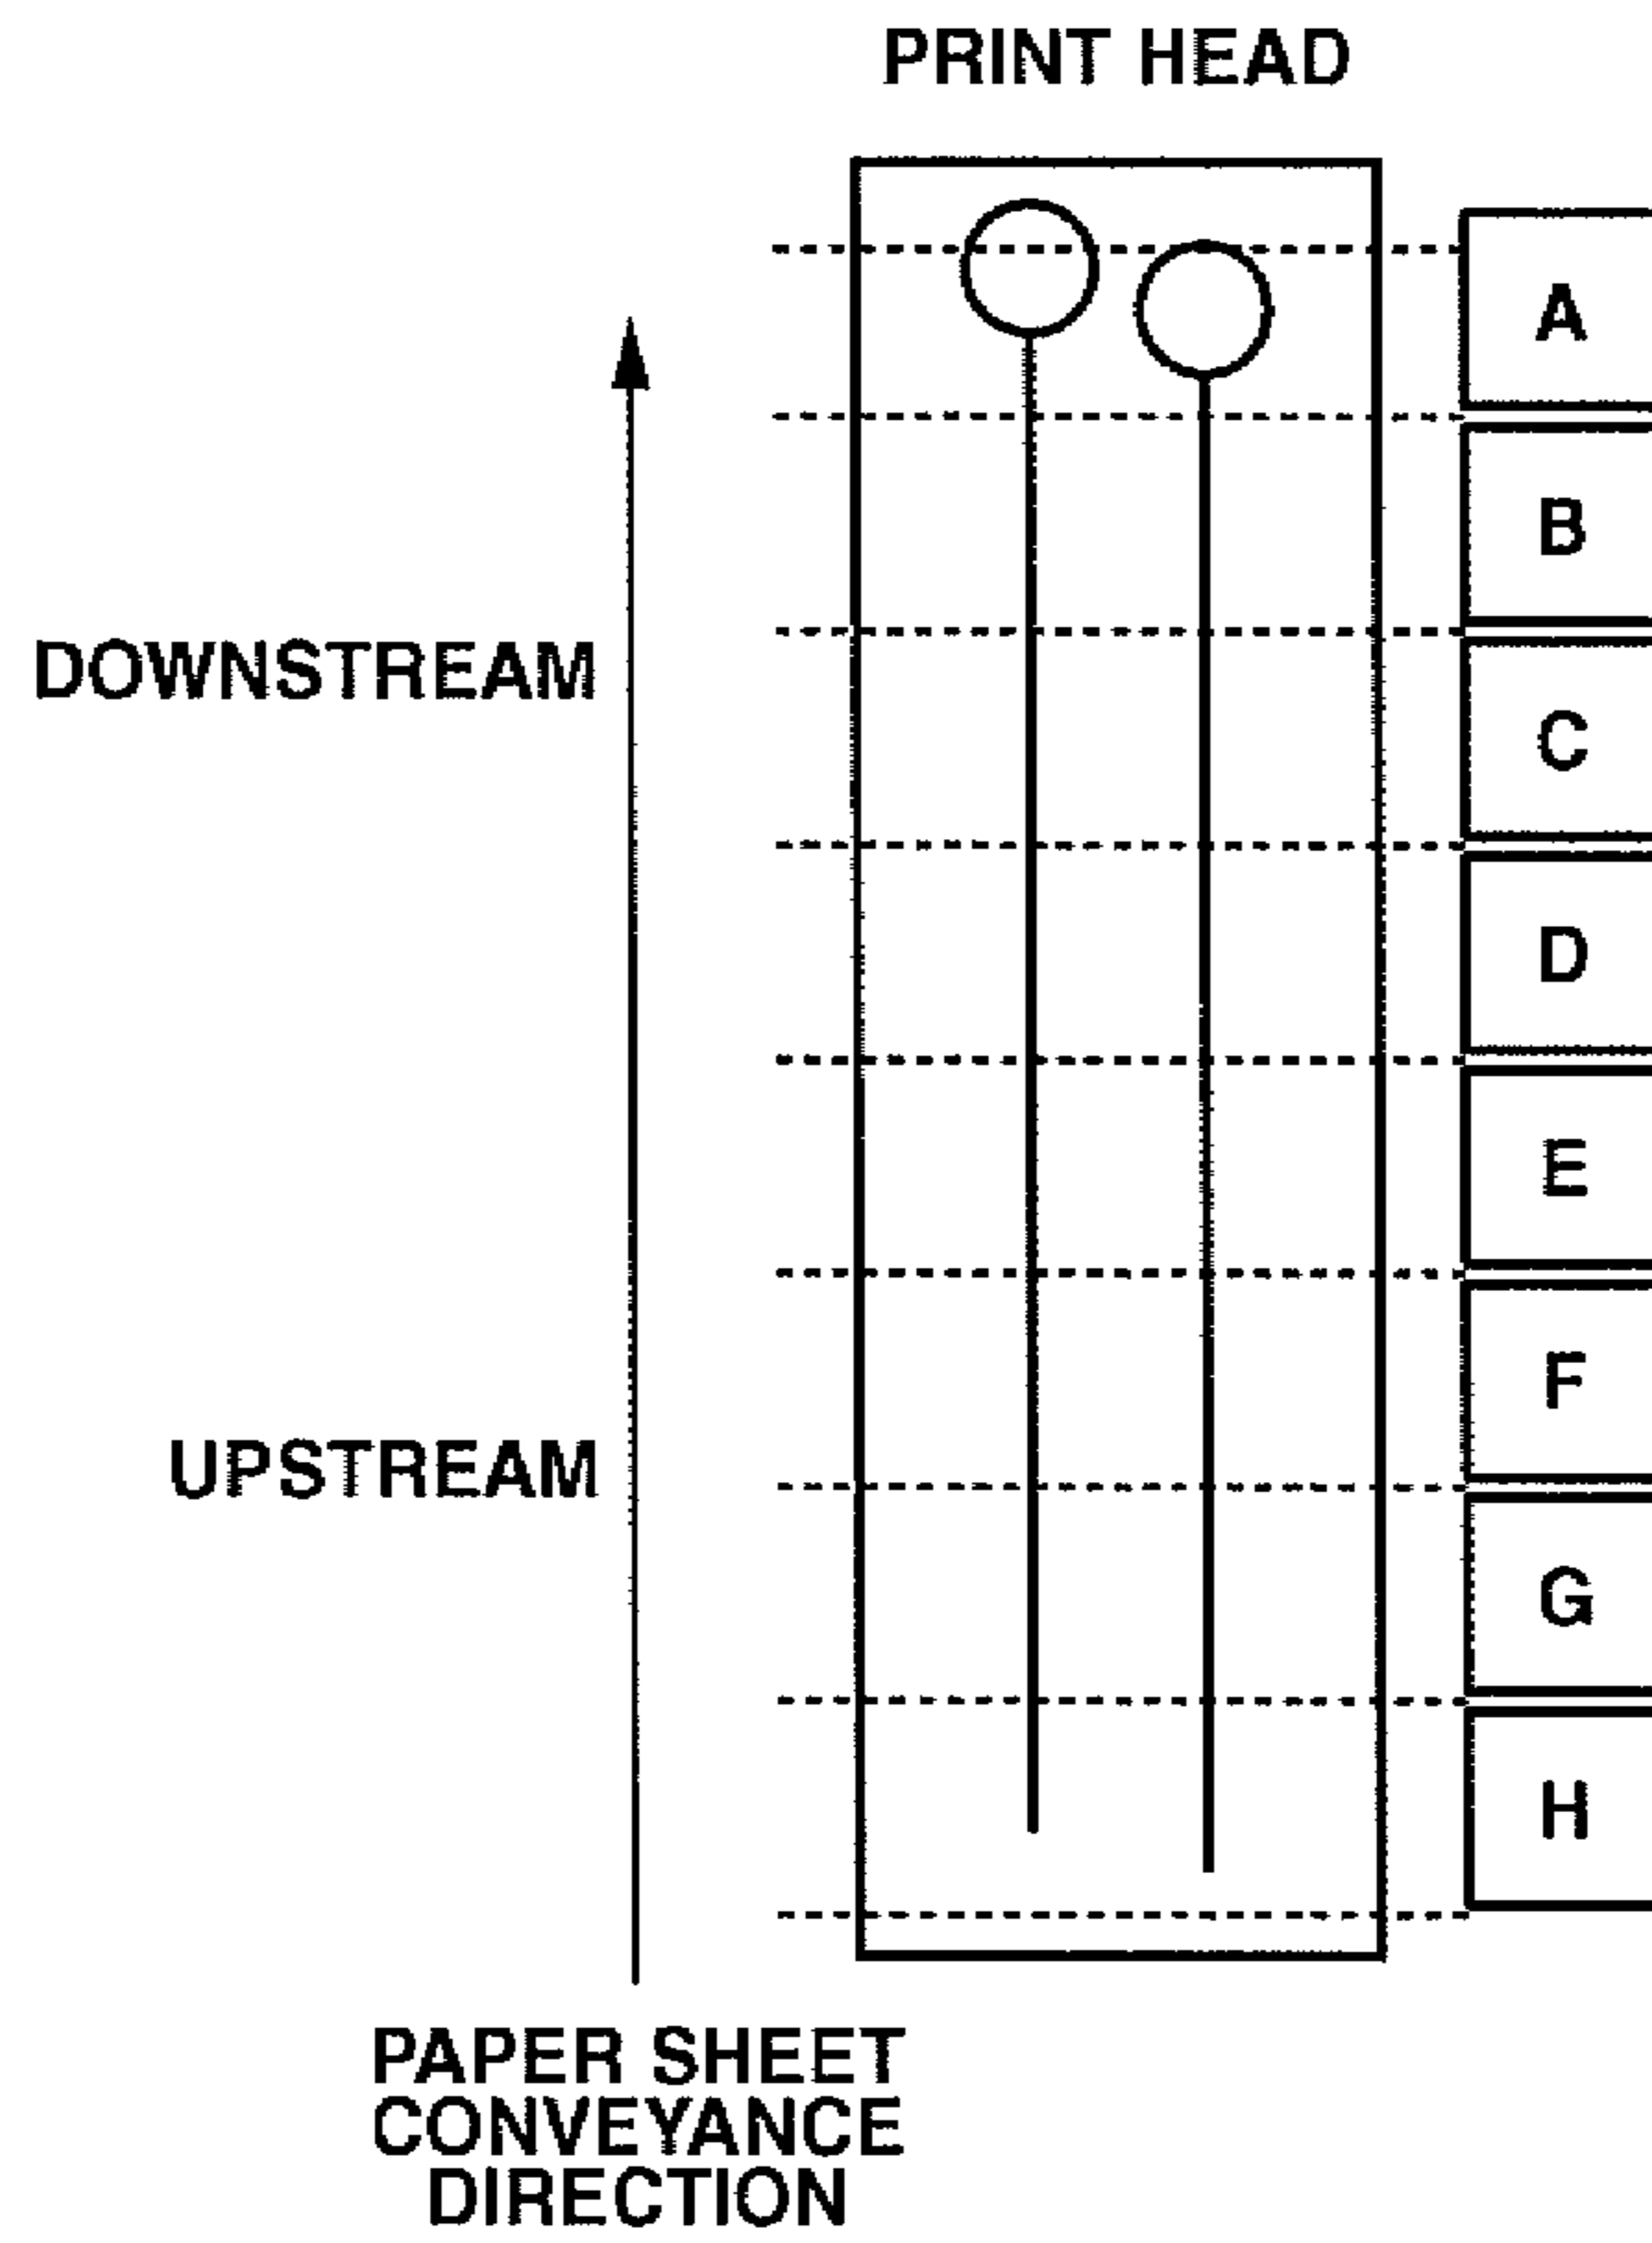 PRINT HEAD
A
B
DOWNSTREAM
C
D
E
F
UPSTREAM
G
H
PAPER SHEET
CONVEYANCE
DIRECTION